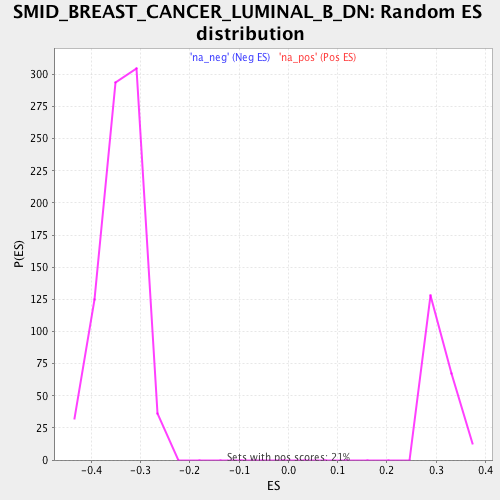 SMID_BREAST_CANCER_LUMINAL_B_DN: Random ES
distribution
'na_neg' (Neg ES) 'na_pos' (Pos ES)
300
275
250
225
200
175
150
125
100
75
50
25
0
P(ES)
Sets with pos scores: 21%
-0.4 -0.3 -0.2 -0.1 0.0 0.1 0.2 0.3 0.4
ES